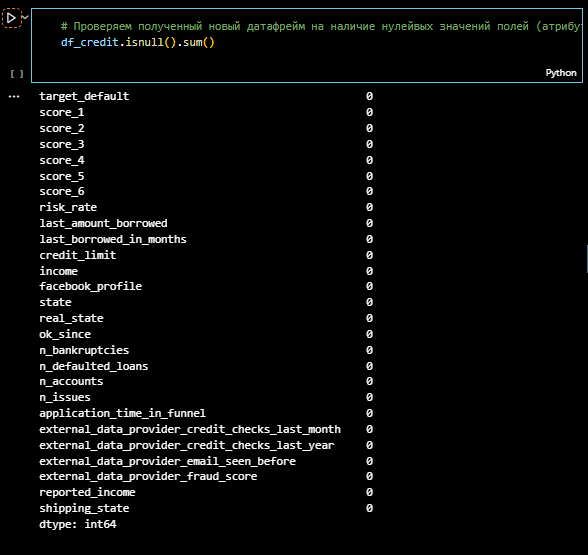 # Проверяем полученный новый датафрейм на наличие нулейвых значений полей (атрибу
df_credit.isnull().sum()
[ ]
Python
...
target_default 0
score_1 0
score_2 0
score_3 0
score_4 0
score_5 0
score_6 0
risk_rate 0
last_amount_borrowed 0
last_borrowed_in_months 0
credit_limit 0
income 0
facebook_profile 0
state 0
real_state 0
ok_since 0
n_bankruptcies 0
n_defaulted_loans 0
n_accounts 0
n_issues 0
application_time_in_funnel 0
external_data_provider_credit_checks_last_month 0
external_data_provider_credit_checks_last_year 0
external_data_provider_email_seen_before 0
external_data_provider_fraud_score 0
reported_income 0
shipping_state 0
dtype: int64